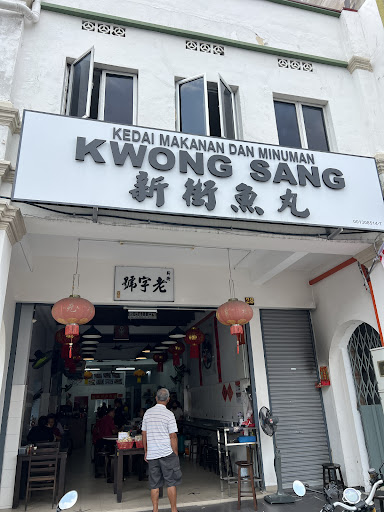 KEDAI MAKANAN DAN MINUMAN
KWONG SANG
新街魚丸
老字號